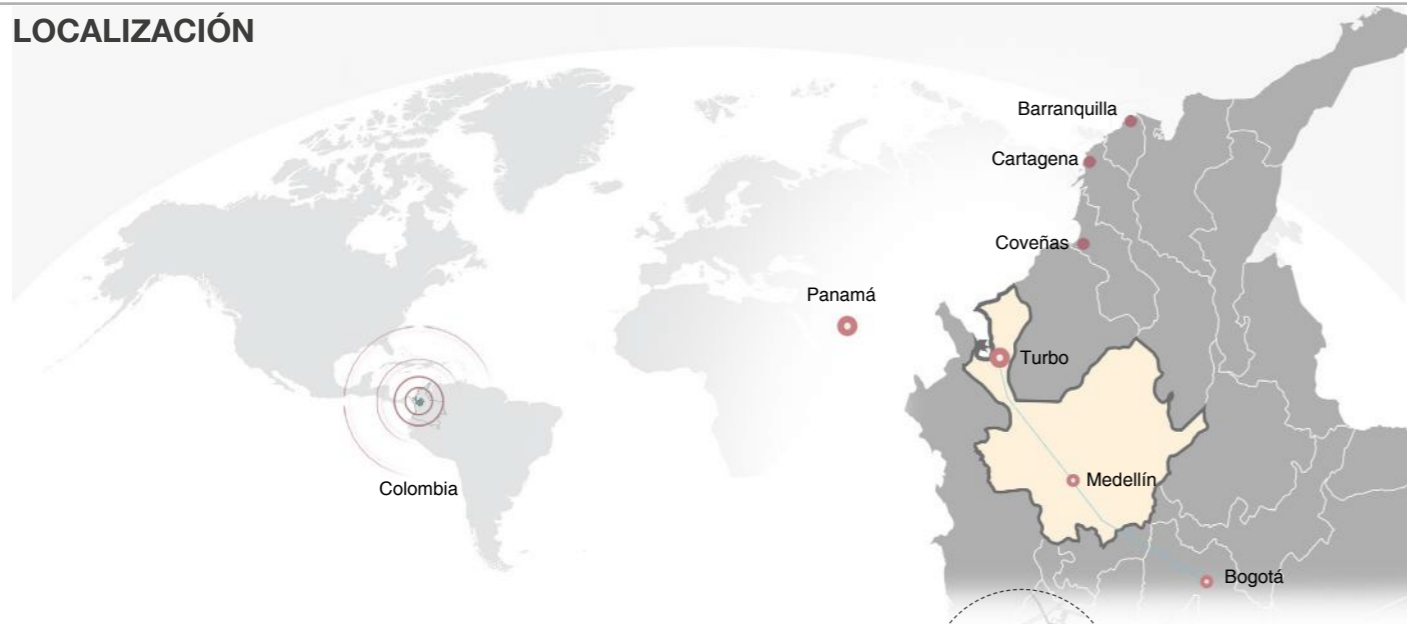 LOCALIZACIÓN
Barranquilla
Cartagena
Coveñas
Panamá
Turbo
Medellín
Colombia
Bogotá